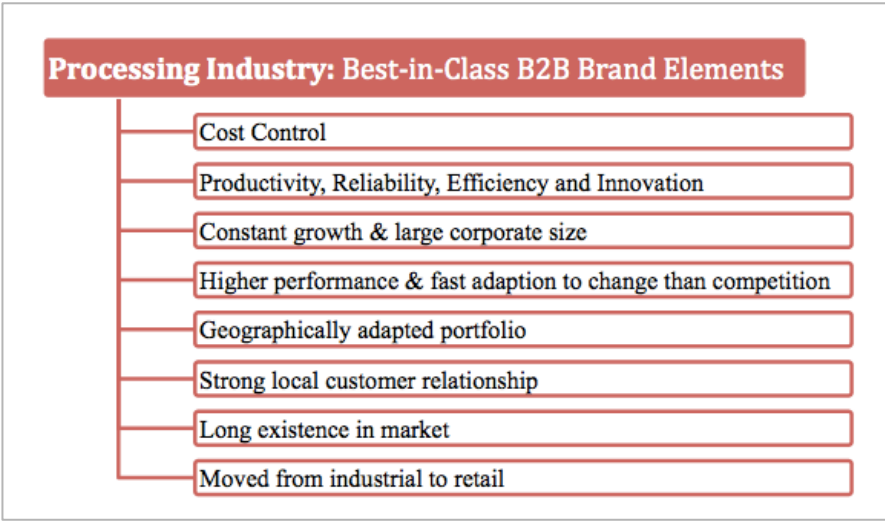 Processing Industry: Best-in-Class B2B Brand Elements
Cost Control
Productivity, Reliability, Efficiency and Innovation
Constant growth & large corporate size
Higher performance & fast adaption to change than competition
Geographically adapted portfolio
Strong local customer relationship
Long existence in market
Moved from industrial to retail